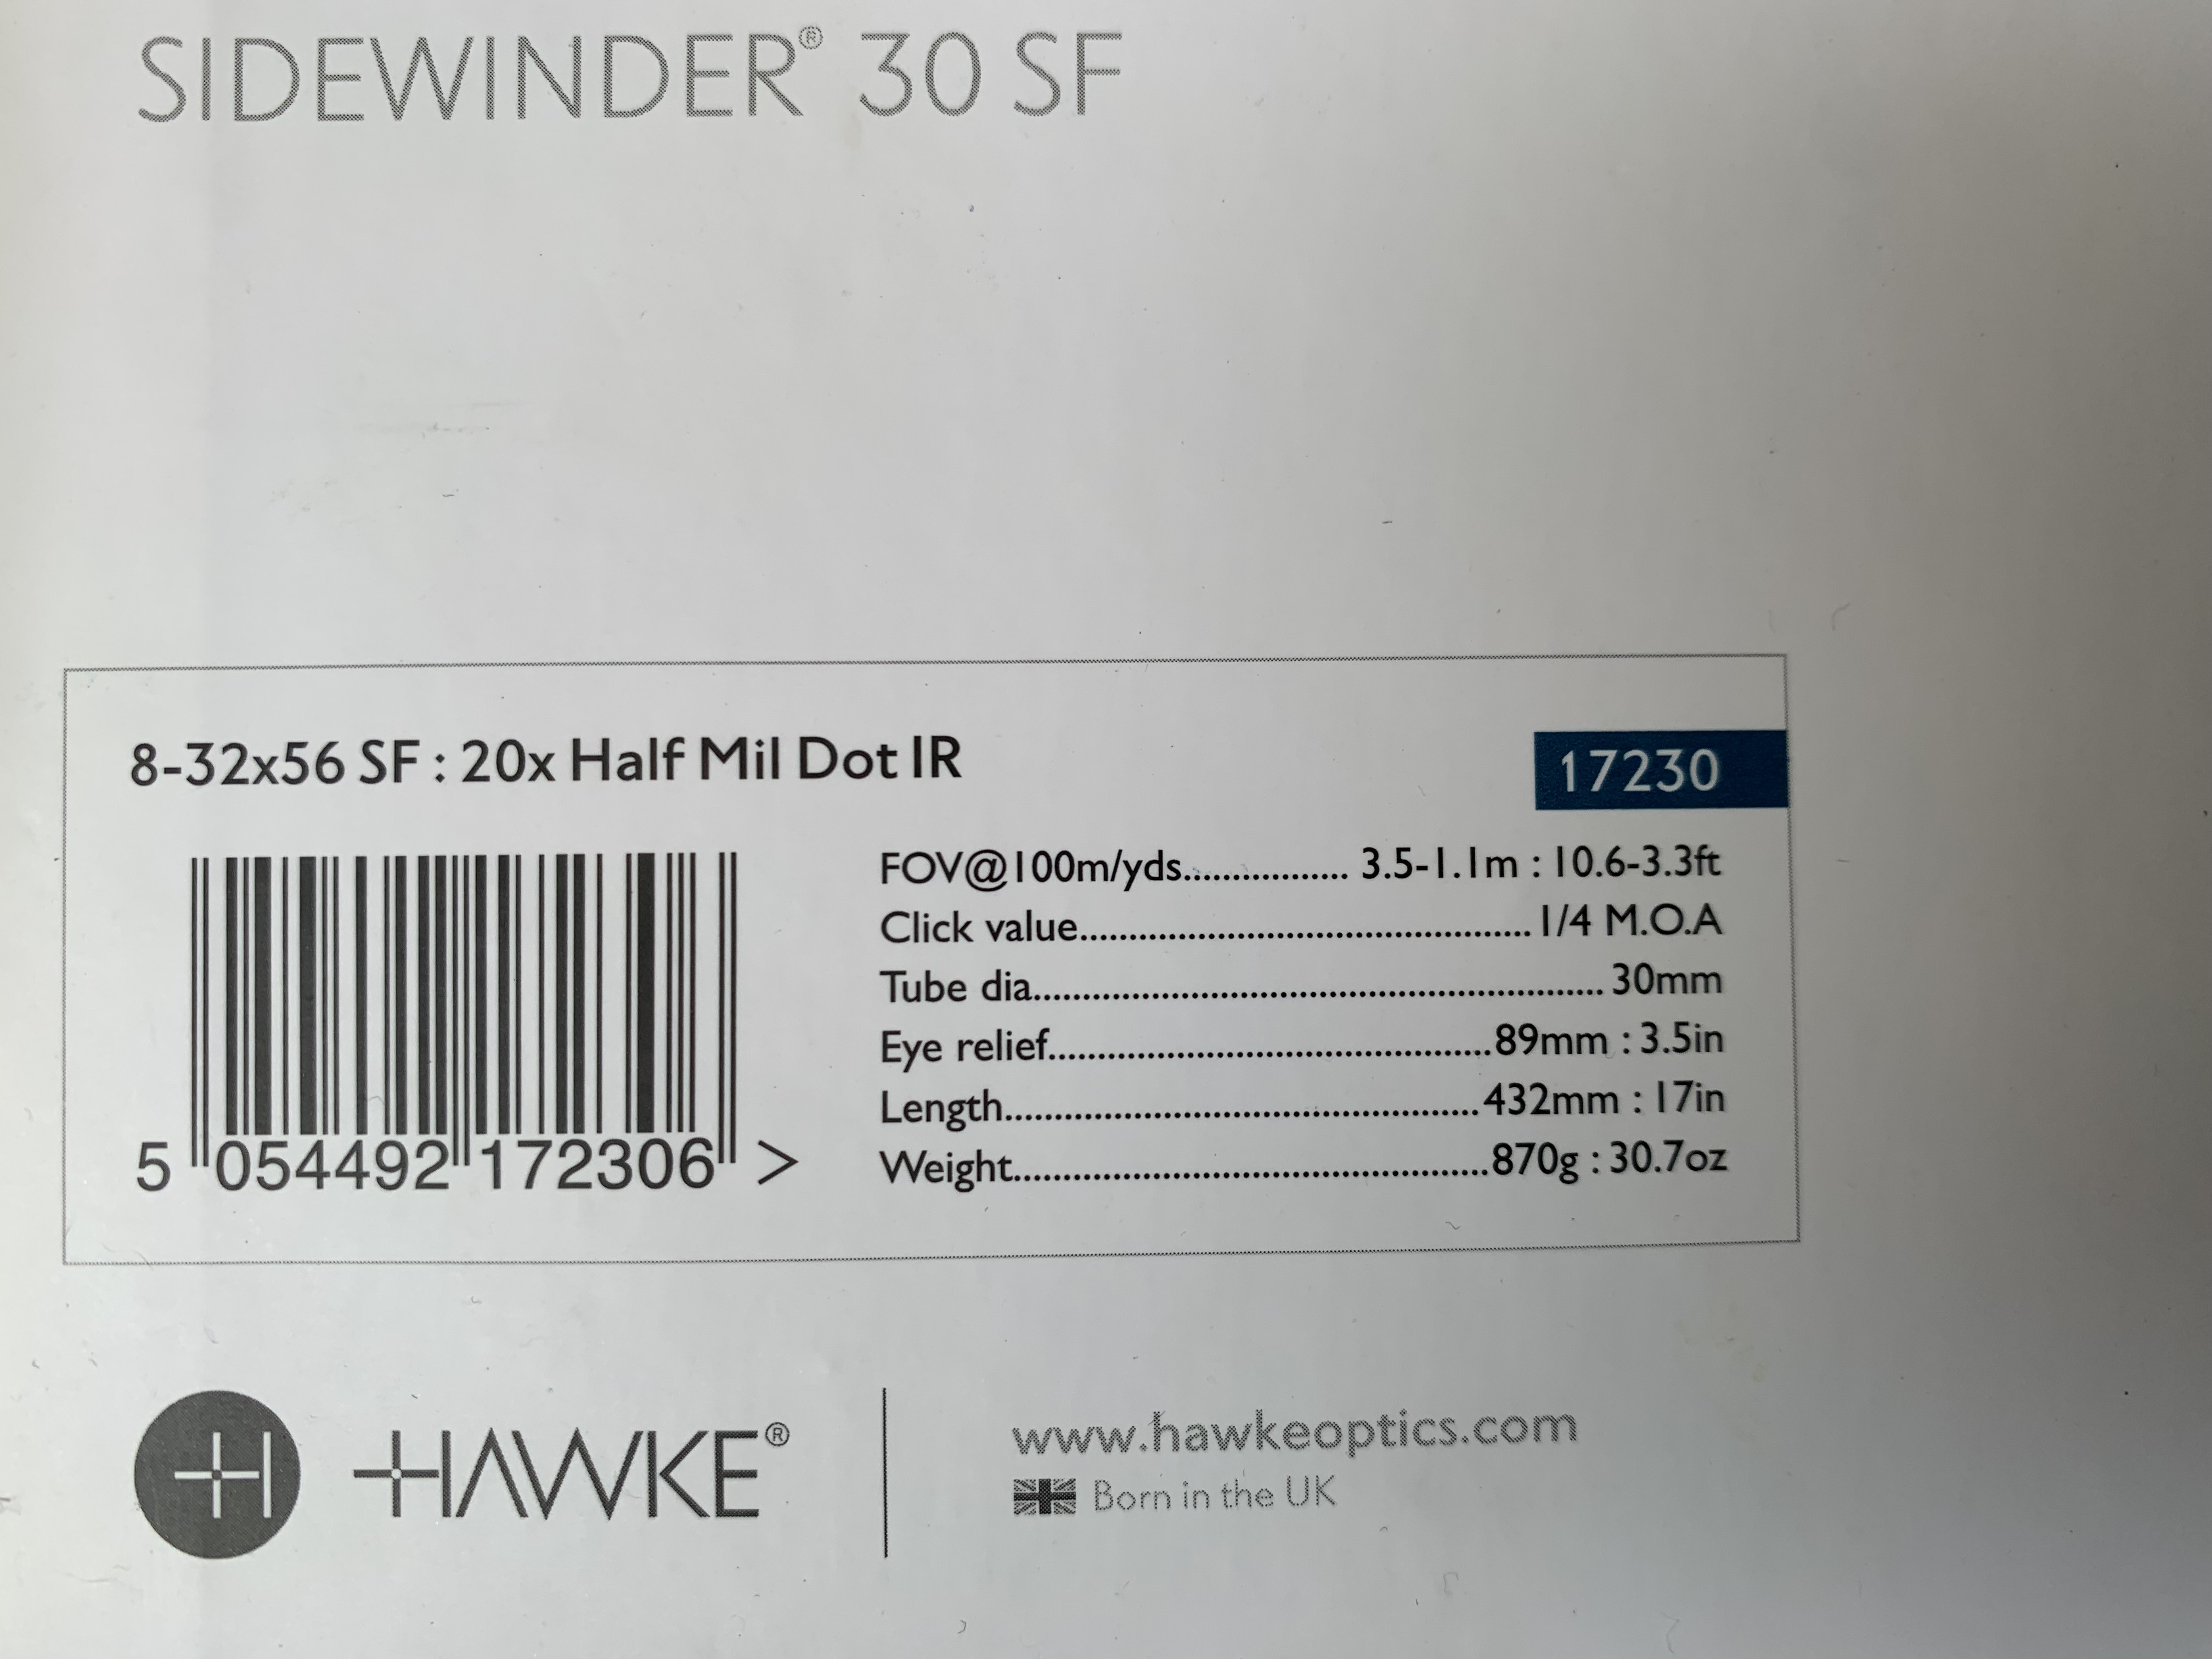 SIDEWINDER® 30 SF
8-32x56 SF : 20x Half Mil Dot IR
17230
FOV@100m/yds................ 3.5-1.1m : 10.6-3.3ft
Click value............................................. 1/4 M.O.A
Tube dia......................................................... 30mm
Eye relief............................................89mm : 3.5in
Length...............................................432mm : 17in
Weight...............................................870g : 30.7oz
5 054492 172306 >
HAWKE®
www.hawkeoptics.com
Born in the UK